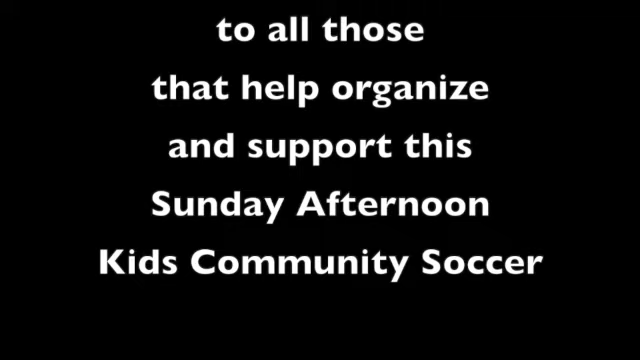 to all those
that help organize
and support this
Sunday Afternoon
Kids Community Soccer